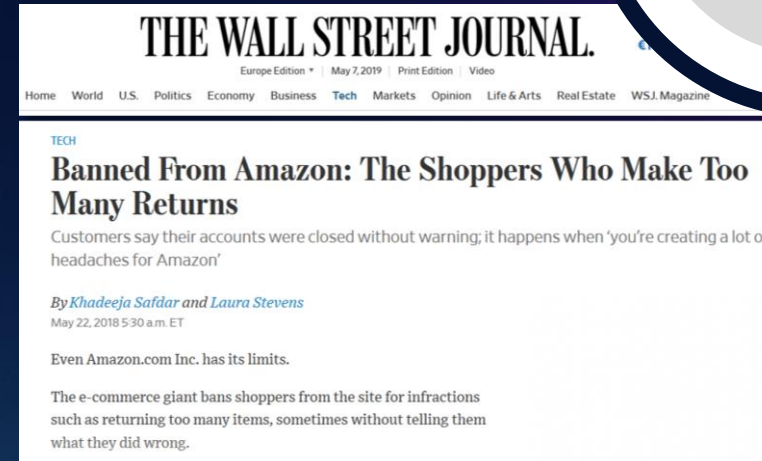 THE WALL STREET JOURNAL.
Europe Edition | May 7, 2019 | Print Edition | Video
Home World U.S. Politics Economy Business Tech Markets Opinion Life & Arts Real Estate WSJ. Magazine
TECH
Banned From Amazon: The Shoppers Who Make Too
Many Returns
Customers say their accounts were closed without warning; it happens when ‘you’re creating a lot
headaches for Amazon’
By Khadeeja Safdar and Laura Stevens
May 22, 2018 5:30 a.m. ET
Even Amazon.com Inc. has its limits.
The e-commerce giant bans shoppers from the site for infractions
such as returning too many items, sometimes without telling them
what they did wrong.